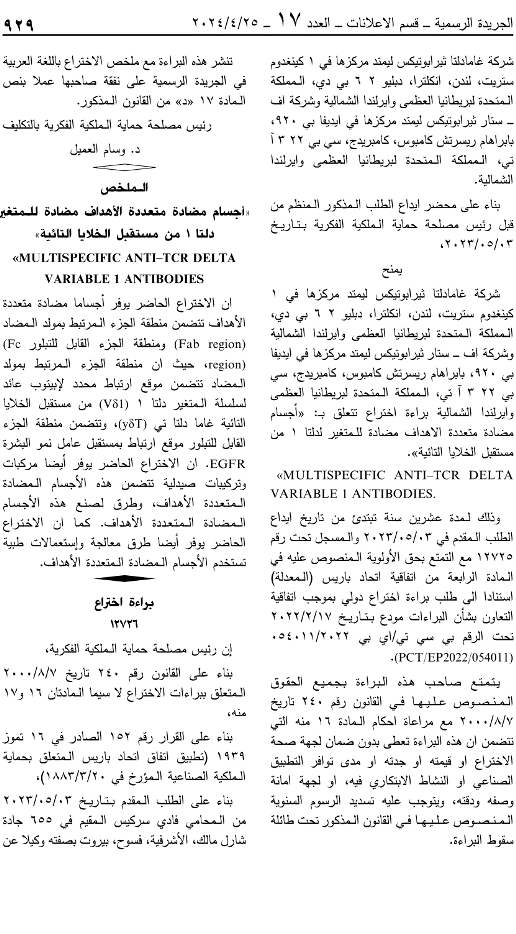 الجريدة الرسمية ــ قسم الاعلانات ــ العدد ١٧ ــ ٢٠٢٤/٤/٢٥
٩٢٩
شركة غامادلتا ثيرابوتيكس ليمتد مركزها في ١ كينغدوم
ستريت، لندن، انكلترا، دبليو ٢ ٦ بي دي، المملكة
المتحدة لبريطانيا العظمى وايرلندا الشمالية وشركة اف
ــ ستار ثيرابوتيكس ليمتد مركزها في ايديفا بي ٩٢٠،
بابراهام ريسرتش كامبوس، كامبريدج، سي بي ٢٢ ٣ آ
تي، المملكة المتحدة لبريطانيا العظمى وايرلندا
الشمالية.
بناء على محضر ايداع الطلب المذكور المنظم من
قبل رئيس مصلحة حماية الملكية الفكرية بتاريخ
٢٠٢٣/٠٥/٠٣،
يمنح
شركة غامادلتا ثيرابوتيكس ليمتد مركزها في ١
كينغدوم ستريت، لندن، انكلترا، دبليو ٢ ٦ بي دي،
المملكة المتحدة لبريطانيا العظمى وايرلندا الشمالية
وشركة اف ــ ستار ثيرابوتيكس ليمتد مركزها في ايديفا
بي ٩٢٠، بابراهام ريسرتش كامبوس، كامبريدج، سي
بي ٢٢ ٣ آ تي، المملكة المتحدة لبريطانيا العظمى
وايرلندا الشمالية براءة اختراع تتعلق بـ: «أجسام
مضادة متعددة الاهداف مضادة للمتغير لدلتا ١ من
مستقبل الخلايا التائية».
«MULTISPECIFIC ANTI–TCR DELTA
VARIABLE 1 ANTIBODIES.
وذلك لمدة عشرين سنة تبتدئ من تاريخ ايداع
الطلب المقدم في ٢٠٢٣/٠٥/٠٣ والمسجل تحت رقم
١٢٧٢٥ مع التمتع بحق الأولوية المنصوص عليه في
المادة الرابعة من اتفاقية اتحاد باريس (المعدلة)
استنادا الى طلب براءة اختراع دولي بموجب اتفاقية
التعاون بشأن البراءات مودع بتاريخ ٢٠٢٢/٢/١٧
تحت الرقم بي سي تي/اي بي ٠٥٤٠١١/٢٠٢٢
(PCT/EP2022/054011).
يتمتع صاحب هذه البراءة بجميع الحقوق
المنصوص عليها في القانون رقم ٢٤٠ تاريخ
٢٠٠٠/٨/٧ مع مراعاة أحكام المادة ١٦ منه التي
تتضمن ان هذه البراءة تعطى بدون ضمان لجهة صحة
الاختراع او قيمته او جدته او مدى توافر التطبيق
الصناعي او النشاط الابتكاري فيه، او لجهة امانة
وصفه ودقته، ويتوجب عليه تسديد الرسوم السنوية
المنصوص عليها في القانون المذكور تحت طائلة
سقوط البراءة.
تنشر هذه البراءة مع ملخص الاختراع باللغة العربية
في الجريدة الرسمية على نفقة صاحبها عملا بنص
المادة ١٧ «د» من القانون المذكور.
رئيس مصلحة حماية الملكية الفكرية بالتكليف
د. وسام العميل
الملخص
«أجسام مضادة متعددة الأهداف مضادة للمتغير
دلتا ١ من مستقبل الخلايا التائية»
«MULTISPECIFIC ANTI–TCR DELTA
VARIABLE 1 ANTIBODIES
ان الاختراع الحاضر يوفر أجساما مضادة متعددة
الأهداف تتضمن منطقة الجزء المرتبط بمولد المضاد
(Fab region) ومنطقة الجزء القابل للتبلور Fc)
(region، حيث ان منطقة الجزء المرتبط بمولد
المضاد تتضمن موقع ارتباط محدد لإبيتوب عائد
لسلسلة المتغير دلتا ١ (Vδ1) من مستقبل الخلايا
التائية غاما دلتا تي (γδT)، وتتضمن منطقة الجزء
القابل للتبلور موقع ارتباط بمستقبل عامل نمو البشرة
EGFR. ان الاختراع الحاضر يوفر أيضا مركبات
وتركيبات صيدلية تتضمن هذه الأجسام المضادة
المتعددة الأهداف، وطرق لصنع هذه الأجسام
المضادة المتعددة الأهداف. كما ان الاختراع
الحاضر يوفر أيضا طرق معالجة وإستعمالات طبية
تستخدم الأجسام المضادة المتعددة الأهداف.
براءة اختراع
١٢٧٢٦
إن رئيس مصلحة حماية الملكية الفكرية،
بناء على القانون رقم ٢٤٠ تاريخ ٢٠٠٠/٨/٧
المتعلق ببراءات الاختراع لا سيما المادتان ١٦ و١٧
منه،
بناء على القرار رقم ١٥٢ الصادر في ١٦ تموز
١٩٣٩ (تطبيق اتفاق اتحاد باريس المتعلق بحماية
الملكية الصناعية المؤرخ في ١٨٨٣/٣/٢٠)،
بناء على الطلب المقدم بتاريخ ٢٠٢٣/٠٥/٠٣
من المحامي فادي سركيس المقيم في ٦٥٥ جادة
شارل مالك، الأشرفية، فسوح، بيروت بصفته وكيلا عن